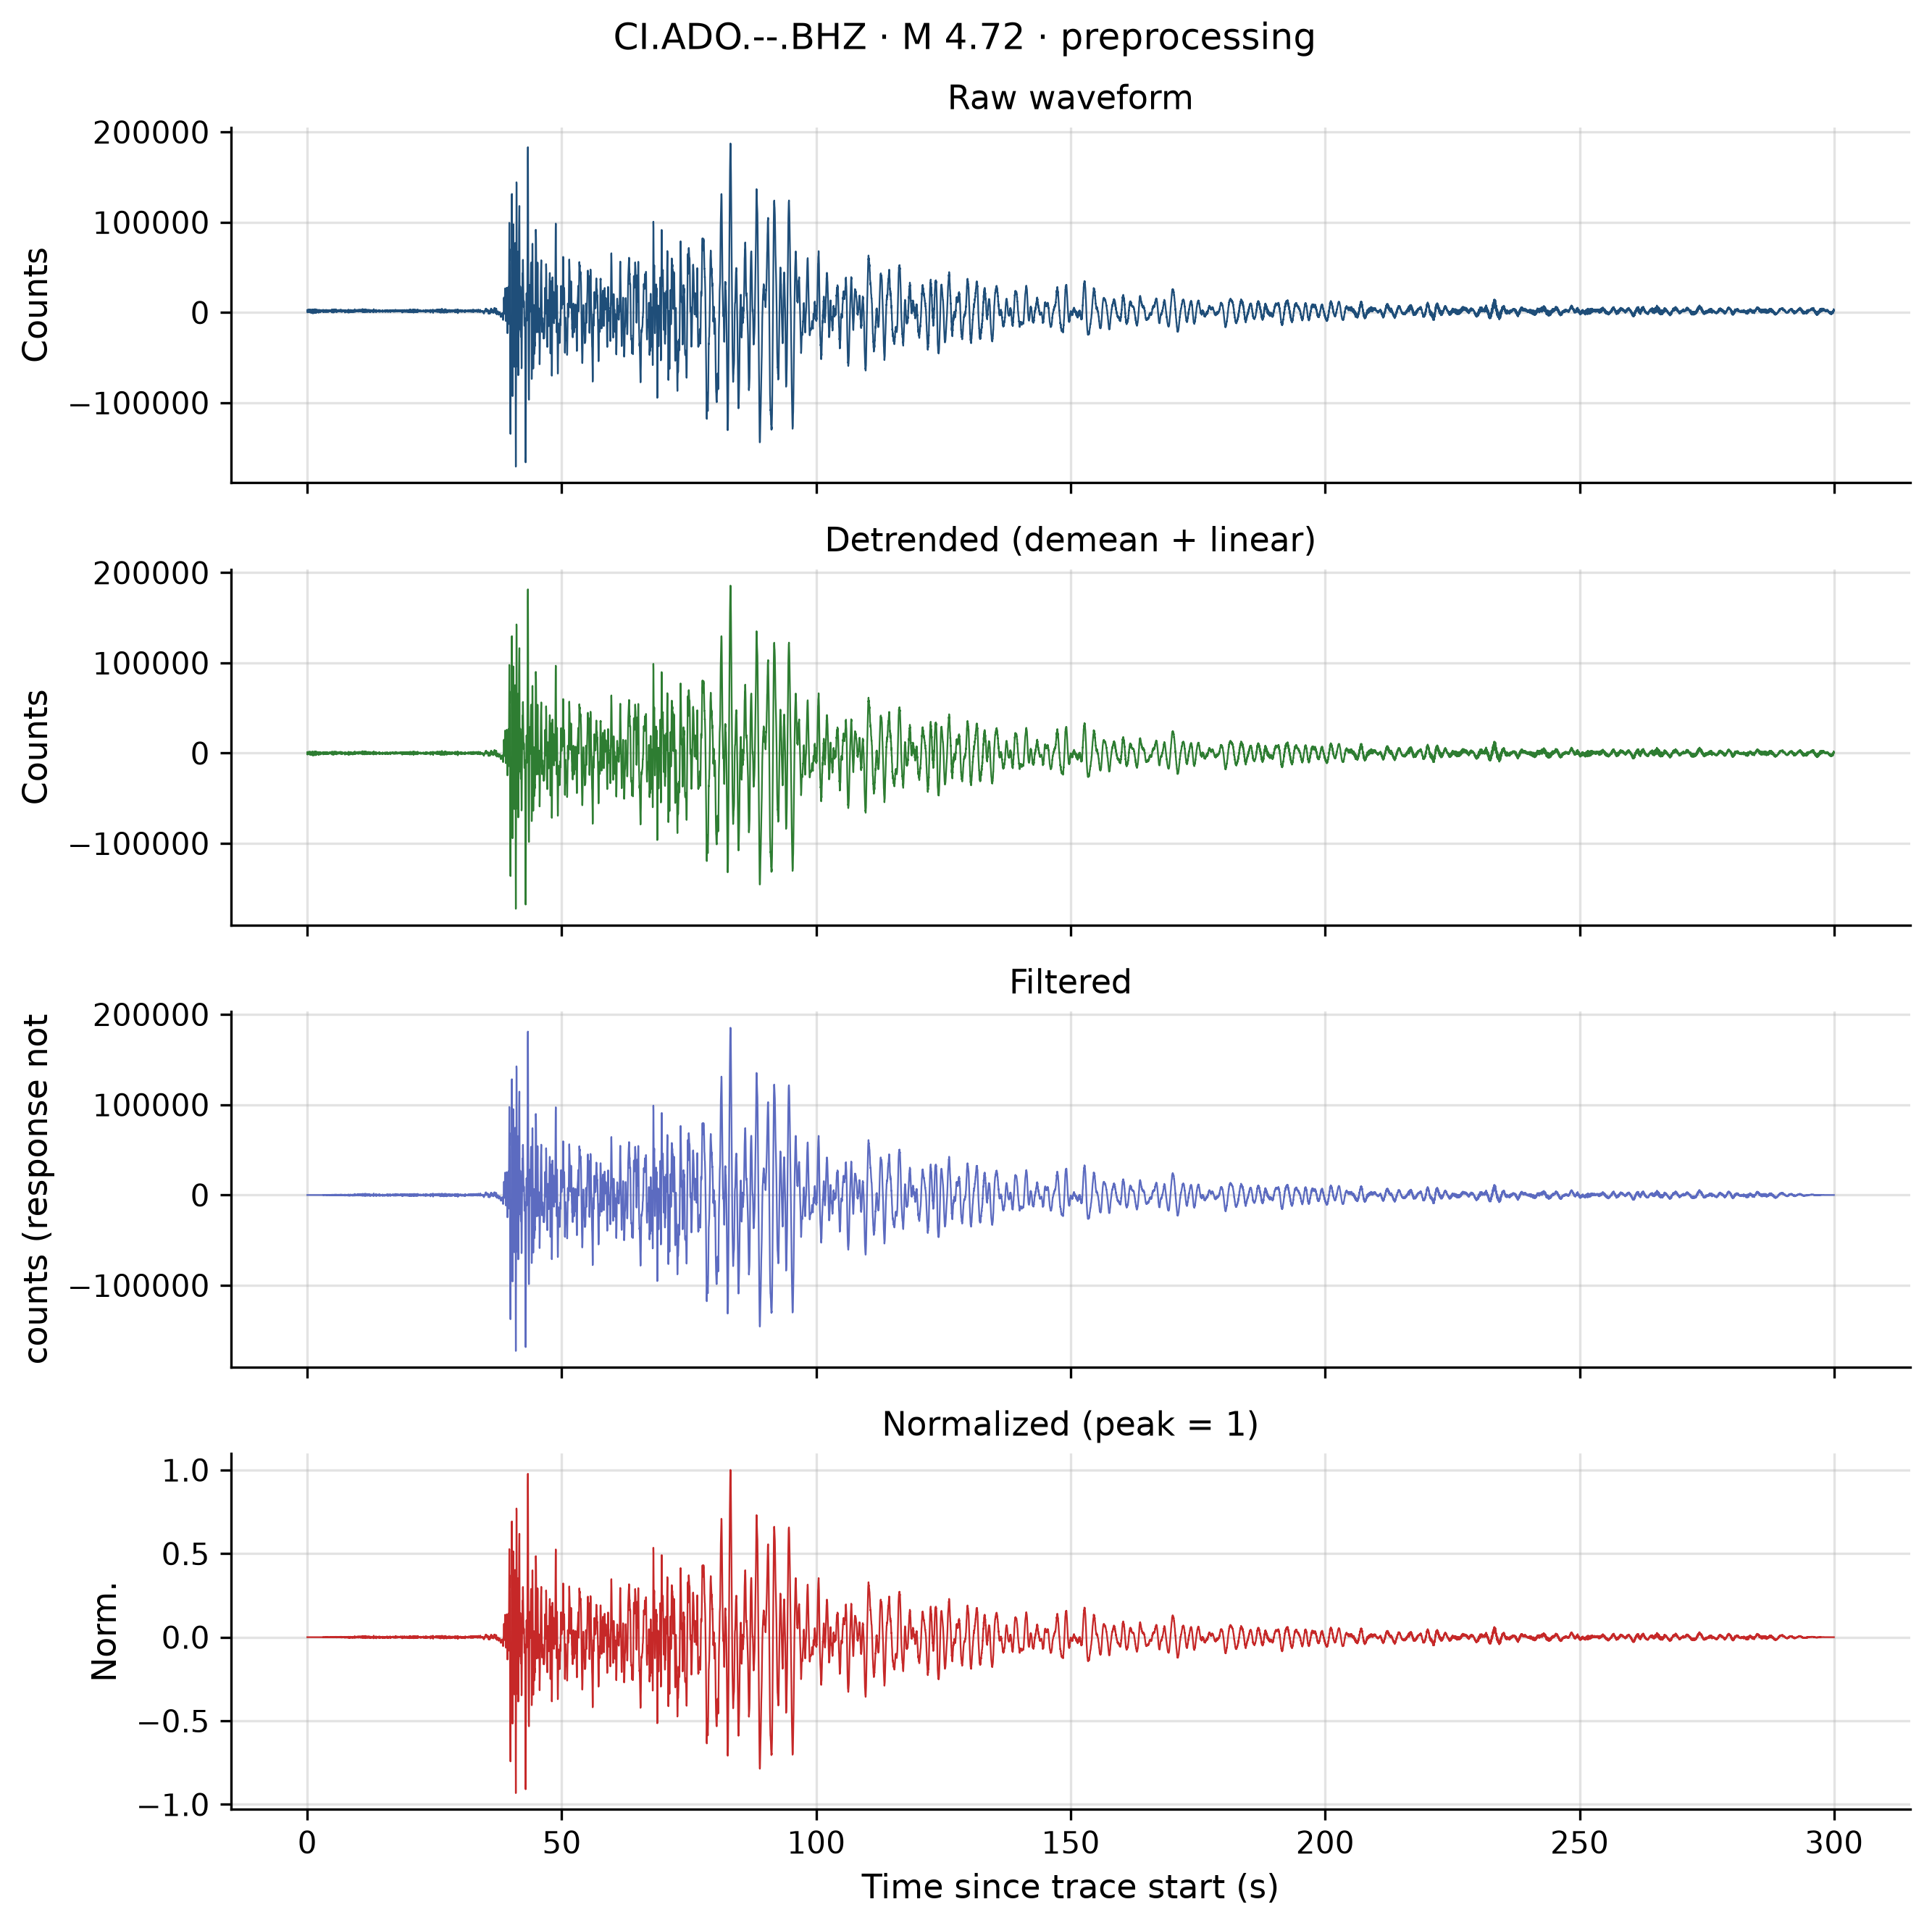 CI.ADO.--.BHZ · M 4.72 · preprocessing
Raw waveform
200000
100000
0
−100000
Counts
Detrended (demean + linear)
200000
100000
0
−100000
Counts
Filtered
200000
100000
0
−100000
counts (response not
Normalized (peak = 1)
1.0
0.5
0.0
−0.5
−1.0
Norm.
0 50 100 150 200 250 300
Time since trace start (s)